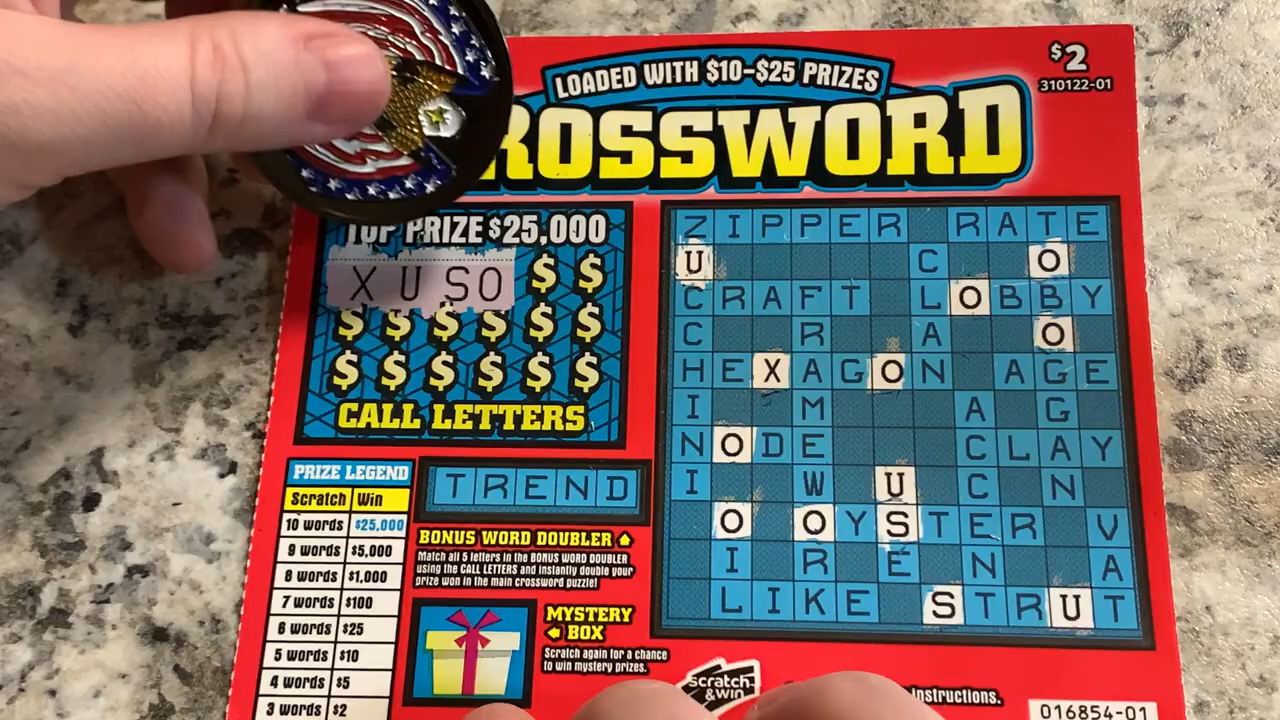 $2
310122-01
LOADED WITH $10-$25 PRIZES
ROSSWORD
TOP PRIZE $25,000
X U S O $ $
$ $ $ $ $ $
$ $ $ $ $ $
CALL LETTERS
Z I P P E R R A T E
U C O
C R A F T L O B B Y
C R A O
H E X A G O N A G E
I M A G
N O D E C L A Y
I W U C N
O O Y S T E R V
I R E N A
L I K E S T R U T
PRIZE LEGEND
Scratch Win
10 words $25,000
9 words $5,000
8 words $1,000
7 words $100
6 words $25
5 words $10
4 words $5
3 words $2
T R E N D
BONUS WORD DOUBLER
Match all 5 letters in the BONUS WORD DOUBLER
using the CALL LETTERS and instantly double your
prize won in the main crossword puzzle!
MYSTERY
BOX
Scratch again for a chance
to win mystery prizes.
scratch
& WIN
instructions.
016854-01